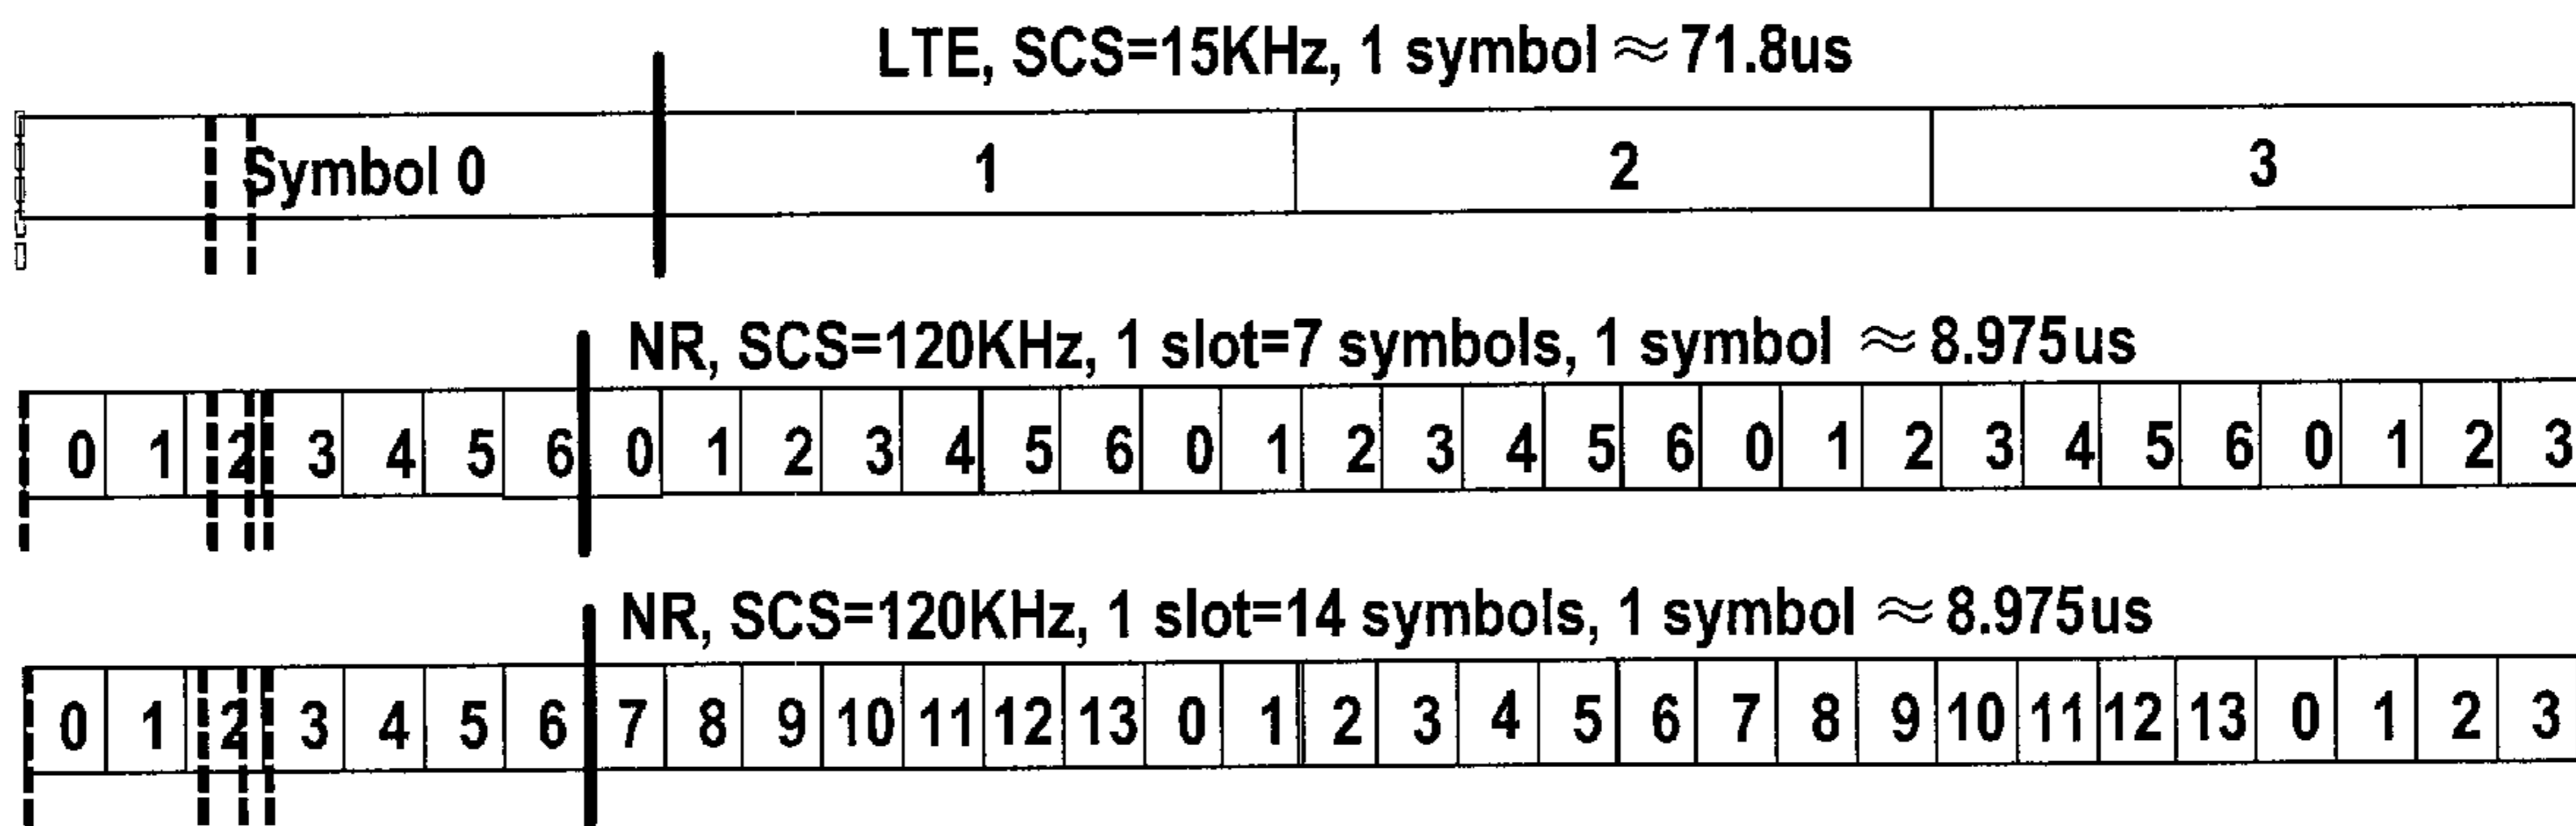 LTE, SCS=15KHz, 1 symbol ≈ 71.8us
Symbol 0 1 2 3
NR, SCS=120KHz, 1 slot=7 symbols, 1 symbol ≈ 8.975us
0 1 2 3 4 5 6 0 1 2 3 4 5 6 0 1 2 3 4 5 6 0 1 2 3 4 5 6 0 1 2 3
NR, SCS=120KHz, 1 slot=14 symbols, 1 symbol ≈ 8.975us
0 1 2 3 4 5 6 7 8 9 10 11 12 13 0 1 2 3 4 5 6 7 8 9 10 11 12 13 0 1 2 3